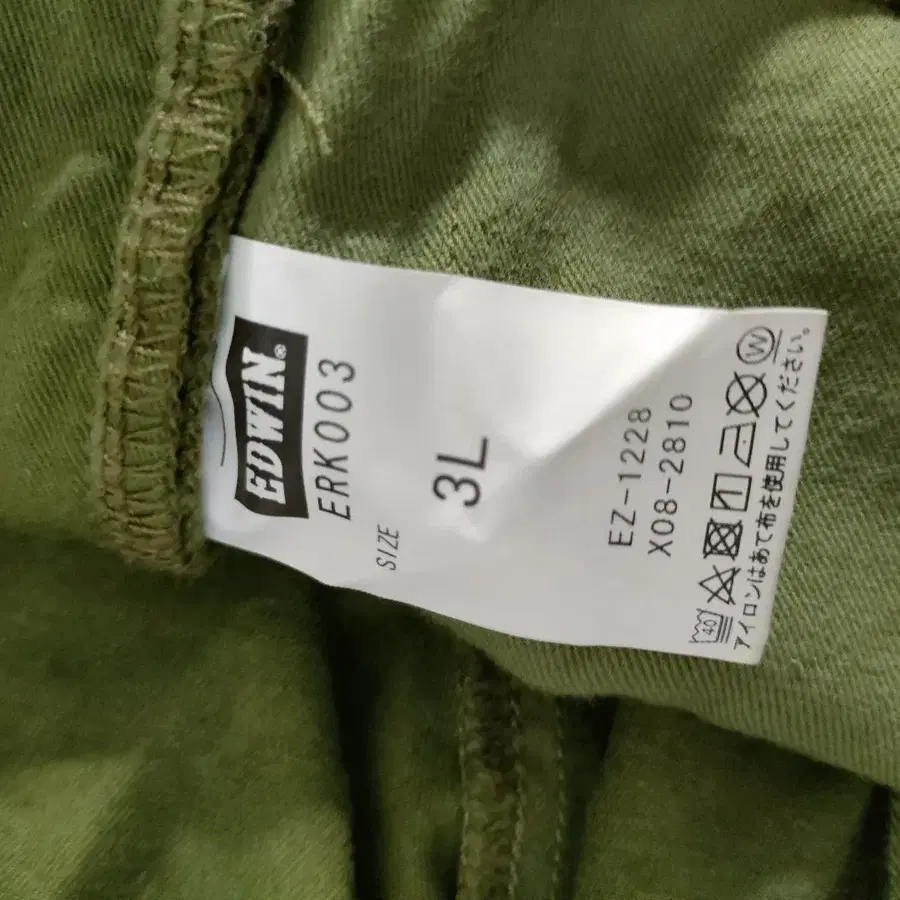 EDWIN®
ERK003
SIZE
3L
EZ-1228
X08-2810
40
W
アイロンはあて布を使用してください。